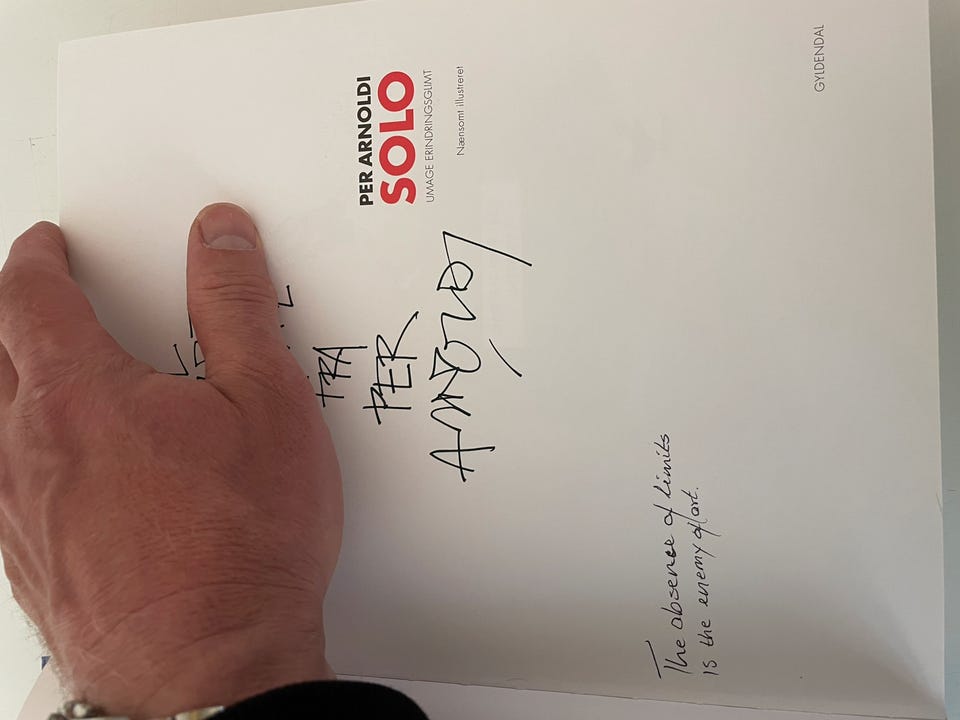 PER ARNOLDI
SOLO
UMAGE ERINDRINGSGLIMT
Nænsomt illustreret
FRA
PER
ARNOLDI
The absence of limits
is the enemy of art.
GYLDENDAL